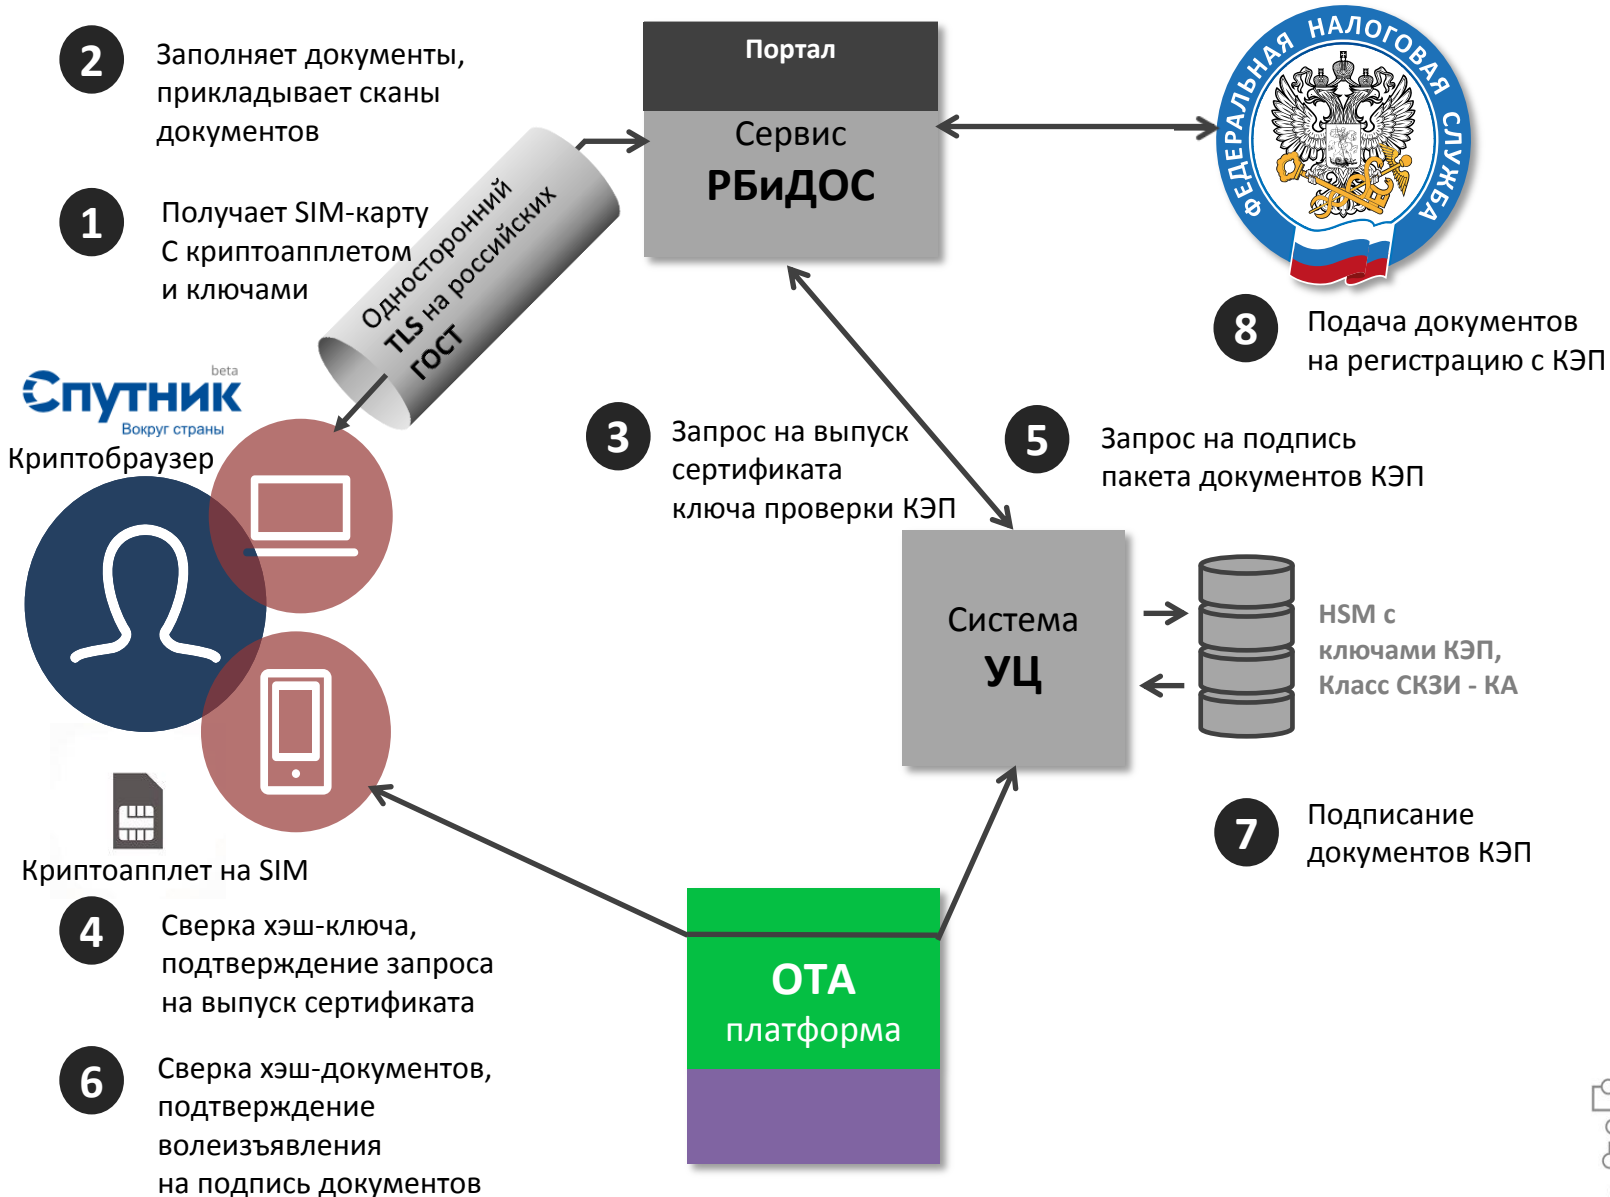 2
Заполняет документы,
прикладывает сканы
документов
1
Получает SIM-карту
С криптоапплетом
и ключами
Односторонний
TLS на российских
ГОСТ
Портал
Сервис
РБиДОС
ФЕДЕРАЛЬНАЯ НАЛОГОВАЯ СЛУЖБА
8
Подача документов
на регистрацию с КЭП
beta
Спутник
Вокруг страны
Криптобраузер
3
Запрос на выпуск
сертификата
ключа проверки КЭП
5
Запрос на подпись
пакета документов КЭП
Система
УЦ
HSM с
ключами КЭП,
Класс СКЗИ - КА
7
Подписание
документов КЭП
Криптоапплет на SIM
4
Сверка хэш-ключа,
подтверждение запроса
на выпуск сертификата
6
Сверка хэш-документов,
подтверждение
волеизъявления
на подпись документов
ОТА
платформа